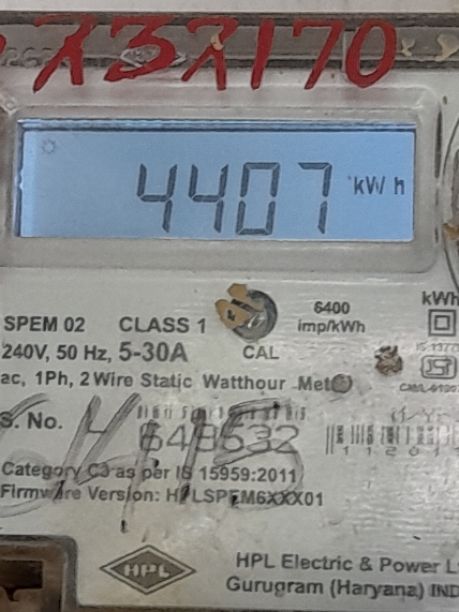 4407 kWh
SPEM 02 CLASS 1
6400
imp/kWh
kWh
240V, 50 Hz, 5-30A
CAL
ac, 1Ph, 2 Wire Static Watthour Meter
S. No.
Category C3 as per IS 15959:2011
Firmware Version: HPLSPEM6XXX01
HPL
HPL Electric & Power
Gurugram (Haryana)